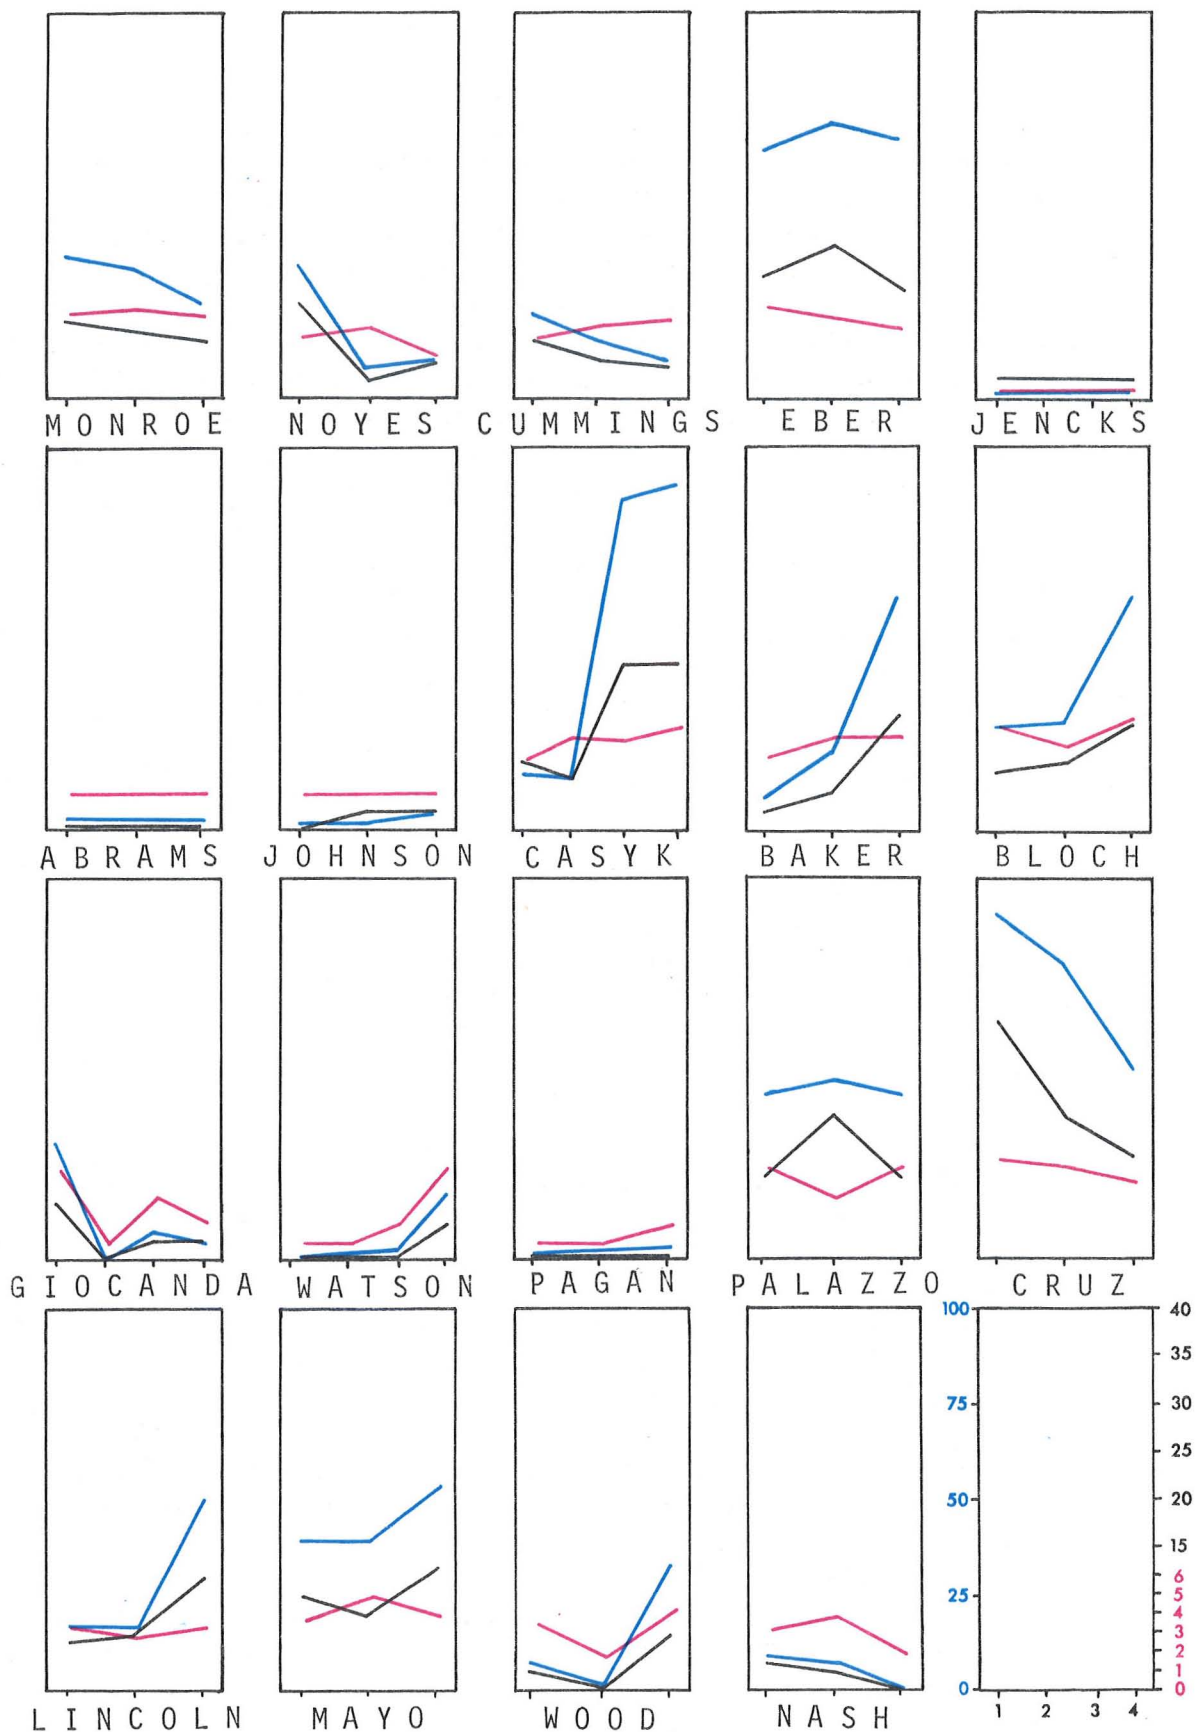 MONROE NOYES CUMMINGS EBER JENCKS
ABRAMS JOHNSON CASYK BAKER BLOCH
GIOCANDA WATSON PAGAN PALAZZO CRUZ
100 40
35
75 30
25
50 20
15
6
25 5
4
3
2
1
0 0
1 2 3 4
LINCOLN MAYO WOOD NASH